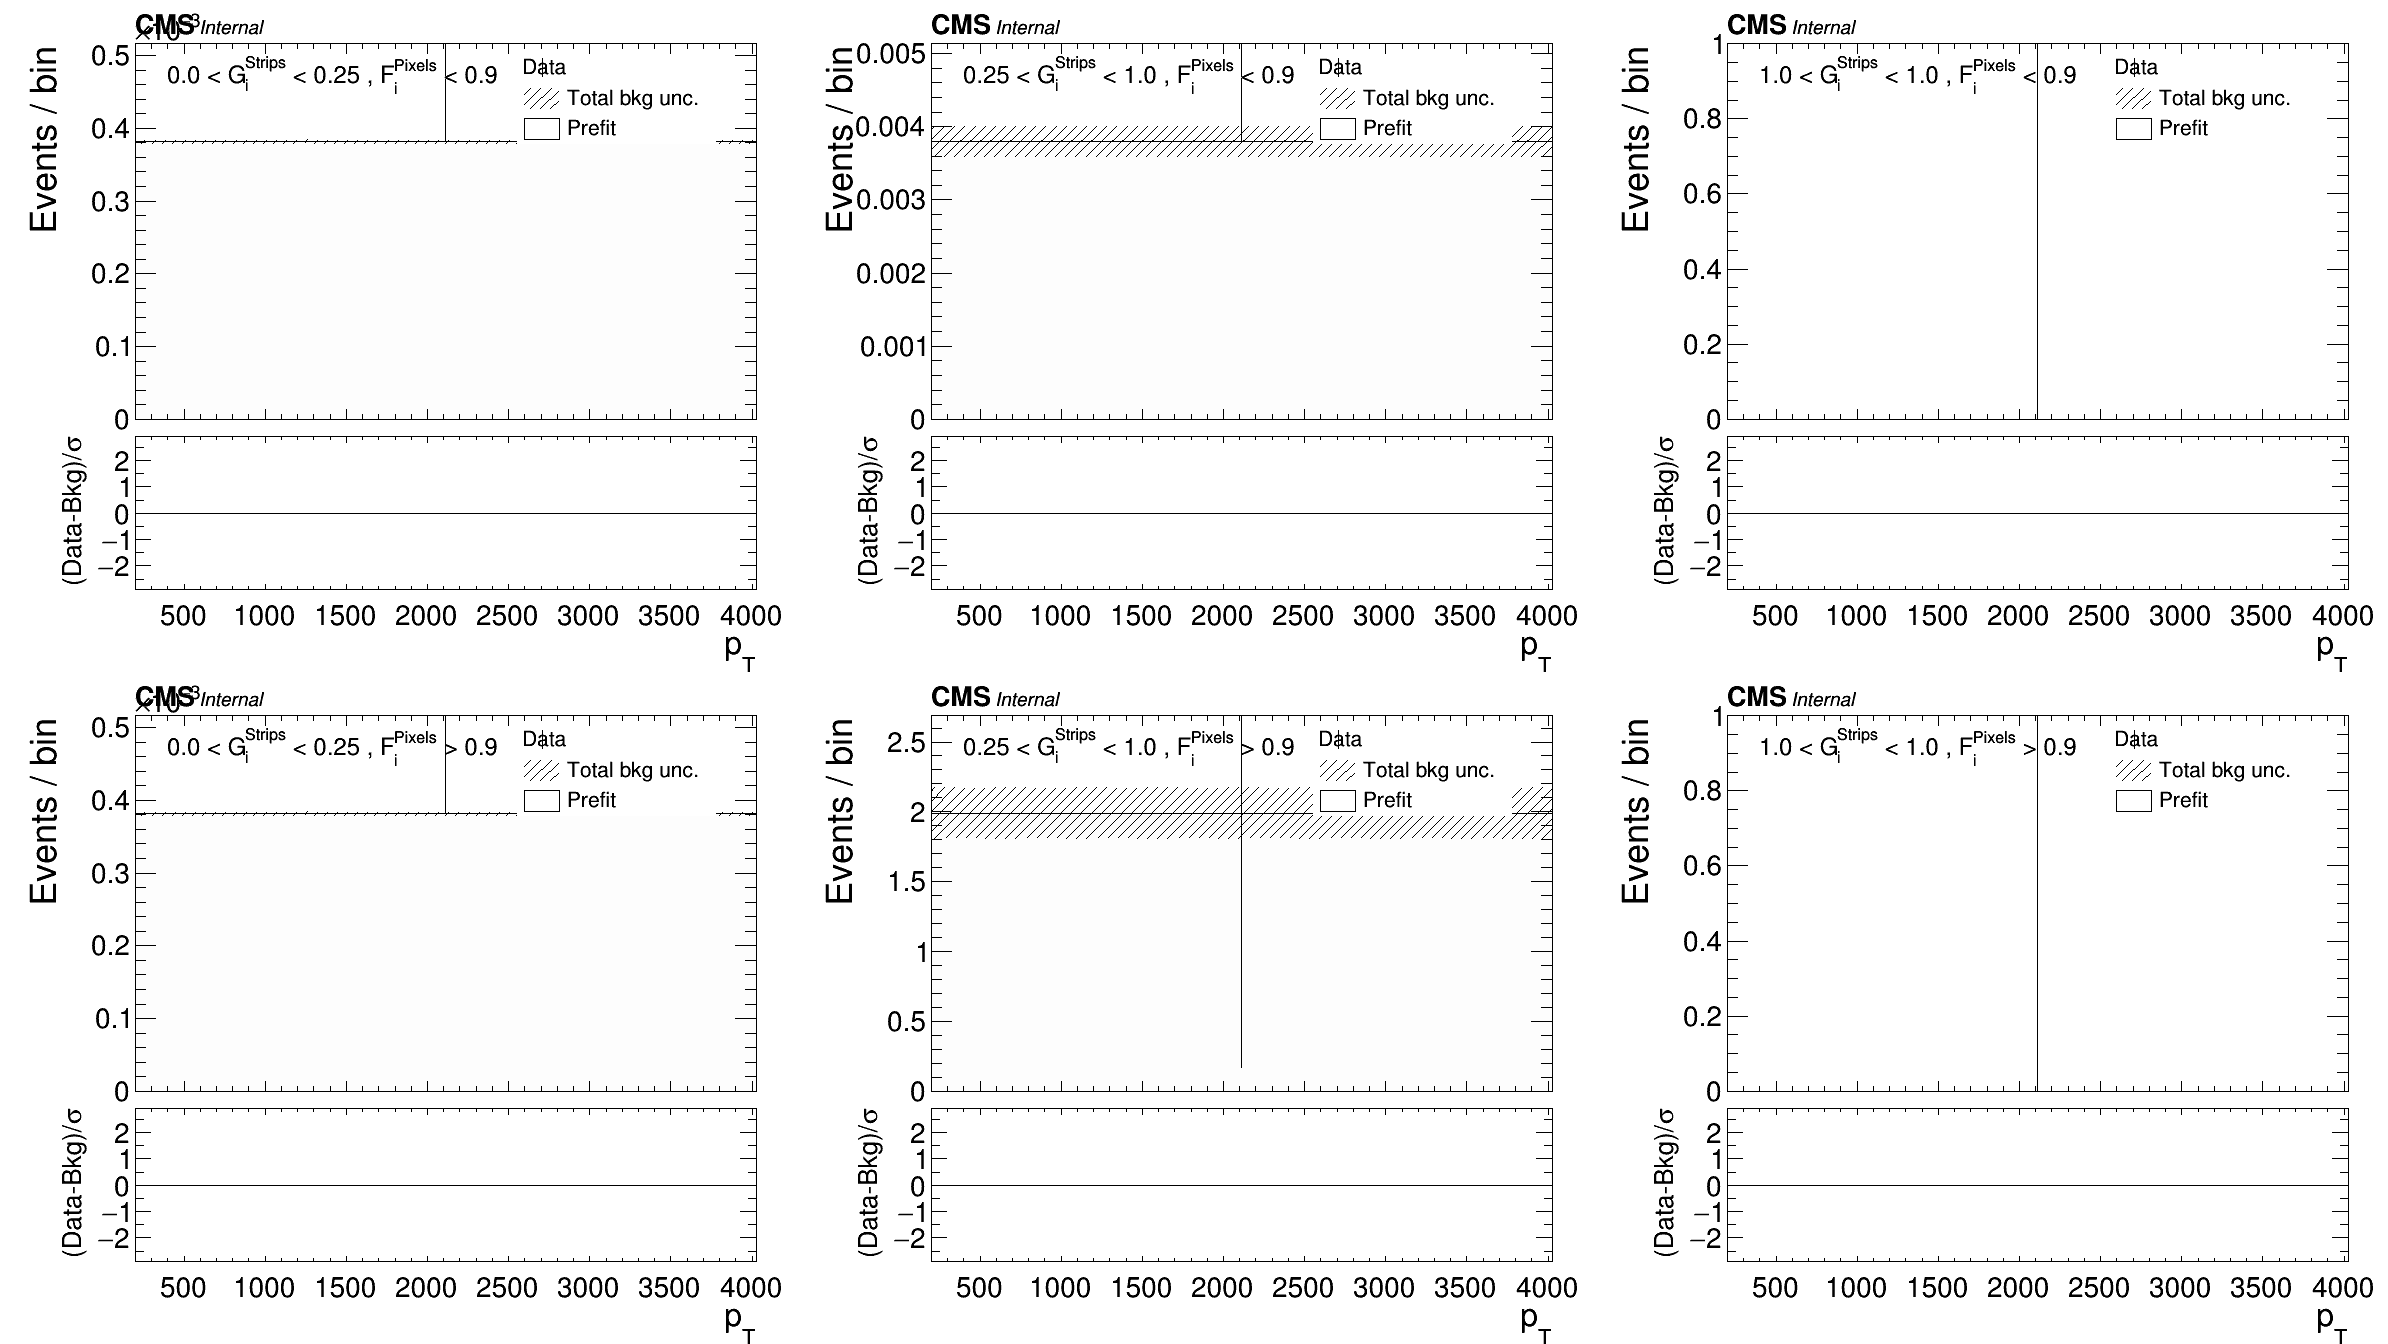 CMS Internal
×10⁻³
0.0 < G_i^Strips < 0.25 , F_i^Pixels < 0.9
Data
Total bkg unc.
Prefit
Events / bin
0.5
0.4
0.3
0.2
0.1
0
(Data-Bkg)/σ
2
1
0
−1
−2
500 1000 1500 2000 2500 3000 3500 4000
p_T
CMS Internal
0.25 < G_i^Strips < 1.0 , F_i^Pixels < 0.9
Data
Total bkg unc.
Prefit
Events / bin
0.005
0.004
0.003
0.002
0.001
0
(Data-Bkg)/σ
2
1
0
−1
−2
500 1000 1500 2000 2500 3000 3500 4000
p_T
CMS Internal
1.0 < G_i^Strips < 1.0 , F_i^Pixels < 0.9
Data
Total bkg unc.
Prefit
Events / bin
1
0.8
0.6
0.4
0.2
0
(Data-Bkg)/σ
2
1
0
−1
−2
500 1000 1500 2000 2500 3000 3500 4000
p_T
CMS Internal
×10⁻³
0.0 < G_i^Strips < 0.25 , F_i^Pixels > 0.9
Data
Total bkg unc.
Prefit
Events / bin
0.5
0.4
0.3
0.2
0.1
0
(Data-Bkg)/σ
2
1
0
−1
−2
500 1000 1500 2000 2500 3000 3500 4000
p_T
CMS Internal
0.25 < G_i^Strips < 1.0 , F_i^Pixels > 0.9
Data
Total bkg unc.
Prefit
Events / bin
2.5
2
1.5
1
0.5
0
(Data-Bkg)/σ
2
1
0
−1
−2
500 1000 1500 2000 2500 3000 3500 4000
p_T
CMS Internal
1.0 < G_i^Strips < 1.0 , F_i^Pixels > 0.9
Data
Total bkg unc.
Prefit
Events / bin
1
0.8
0.6
0.4
0.2
0
(Data-Bkg)/σ
2
1
0
−1
−2
500 1000 1500 2000 2500 3000 3500 4000
p_T